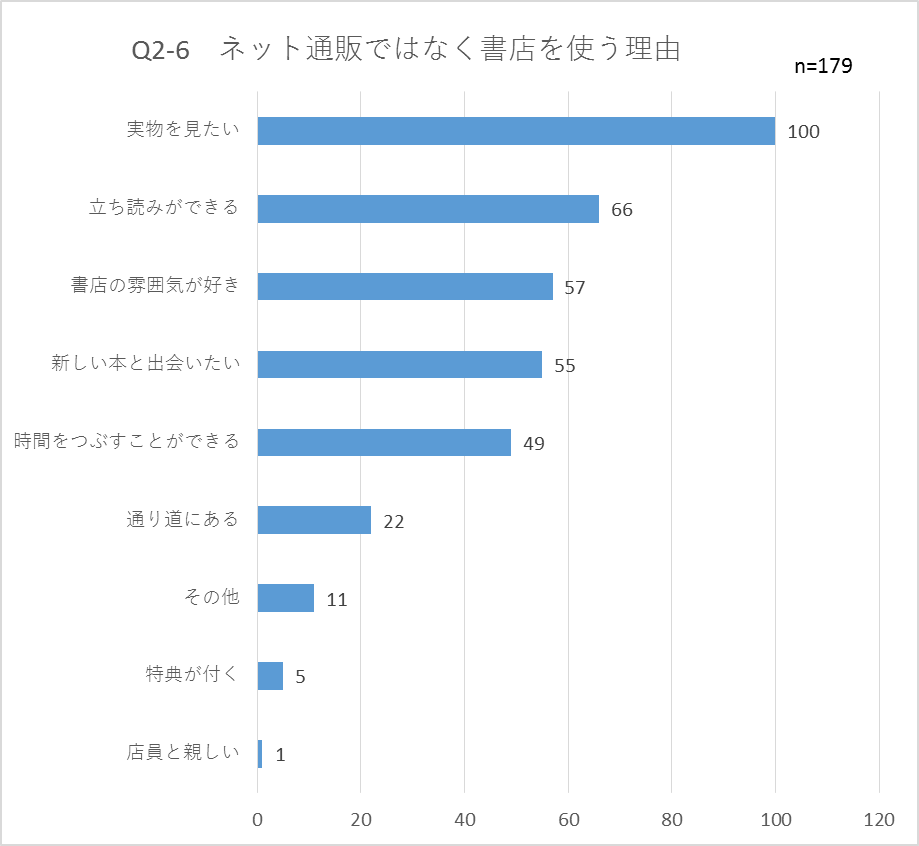 Q2-6　ネット通販ではなく書店を使う理由
n=179
実物を見たい 100
立ち読みができる 66
書店の雰囲気が好き 57
新しい本と出会いたい 55
時間をつぶすことができる 49
通り道にある 22
その他 11
特典が付く 5
店員と親しい 1
0 20 40 60 80 100 120